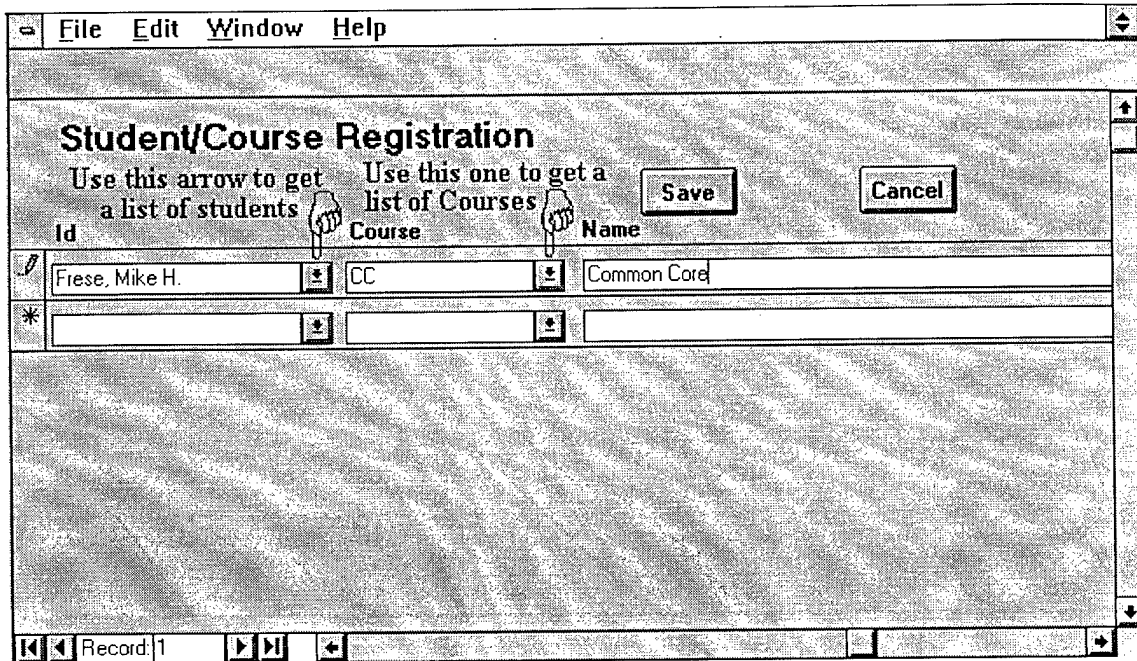 File Edit Window Help
Student/Course Registration
Use this arrow to get
a list of students
Use this one to get a
list of Courses
Save
Cancel
Id
Course
Name
Frese, Mike H.
CC
Common Core
Record: 1